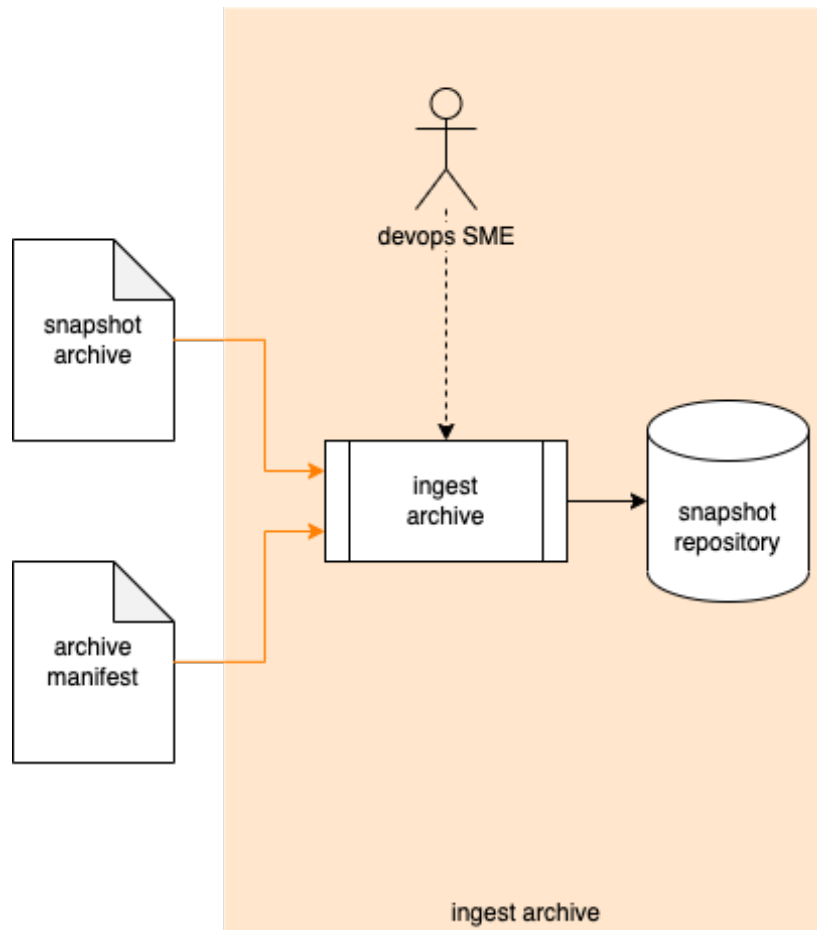 devops SME
snapshot
archive
ingest
archive
snapshot
repository
archive
manifest
ingest archive